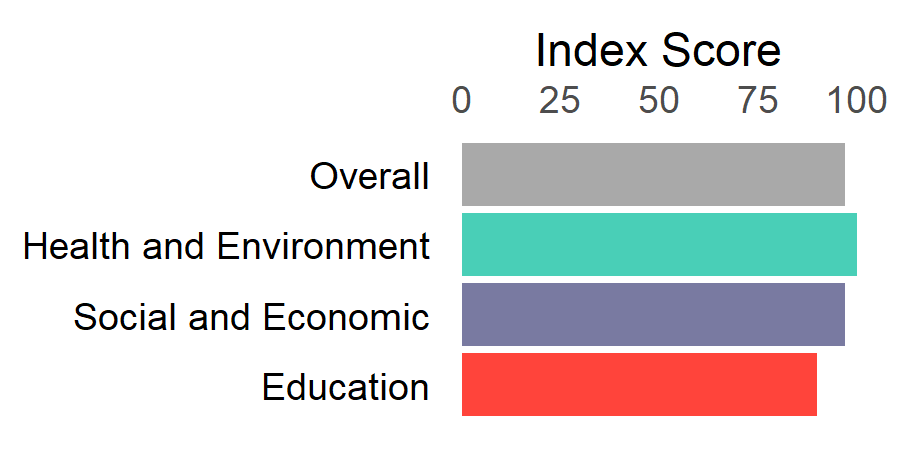 Index Score
0 25 50 75 100
Overall
Health and Environment
Social and Economic
Education